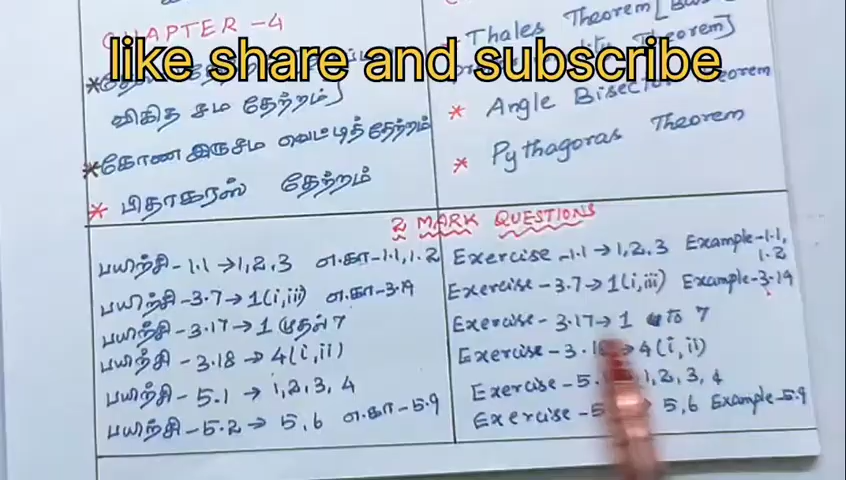 CHAPTER - 4
like share and subscribe
விகித சம தேற்றம்]
* கோண இருசம வெட்டித்தேற்றம்
* பிதாகரஸ் தேற்றம்
* Thales Theorem
Theorem]
* Angle Bisector Theorem
* Pythagoras Theorem
2 MARK QUESTIONS
பயிற்சி - 1.1 → 1,2,3 எ.கா - 1.1, 1.2
பயிற்சி - 3.7 → 1(i,ii) எ.கா - 3.19
பயிற்சி - 3.17 → 1 முதல் 7
பயிற்சி - 3.18 → 4(i,ii)
பயிற்சி - 5.1 → 1,2,3,4
பயிற்சி - 5.2 → 5,6 எ.கா - 5.9
Exercise - 1.1 → 1,2,3 Example - 1.1,
1.2
Exercise - 3.7 → 1(i,iii) Example - 3.19
Exercise - 3.17 → 1 to 7
Exercise - 3. → 4(i,ii)
Exercise - 5. 1,2,3,4
Exercise - 5,6 Example - 5.9